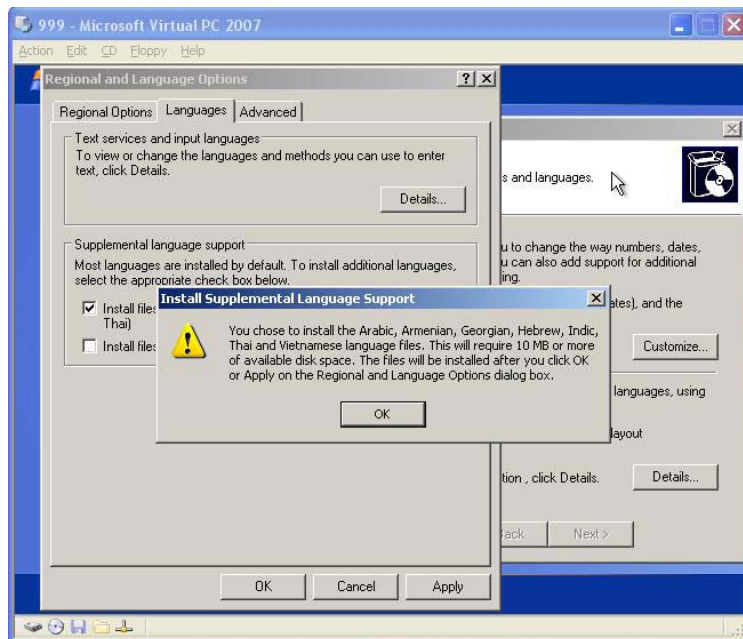 999 - Microsoft Virtual PC 2007
Action Edit CD Floppy Help
Regional and Language Options
Regional Options Languages Advanced
Text services and input languages
To view or change the languages and methods you can use to enter
text, click Details.
Details...
Supplemental language support
Most languages are installed by default. To install additional languages,
select the appropriate check box below.
Install files
Thai)
Install files
Install Supplemental Language Support
You chose to install the Arabic, Armenian, Georgian, Hebrew, Indic,
Thai and Vietnamese language files. This will require 10 MB or more
of available disk space. The files will be installed after you click OK
or Apply on the Regional and Language Options dialog box.
OK
OK Cancel Apply
s and languages.
u to change the way numbers, dates,
u can also add support for additional
ing.
ates), and the
Customize...
languages, using
layout
tion , click Details.
Details...
Back Next >